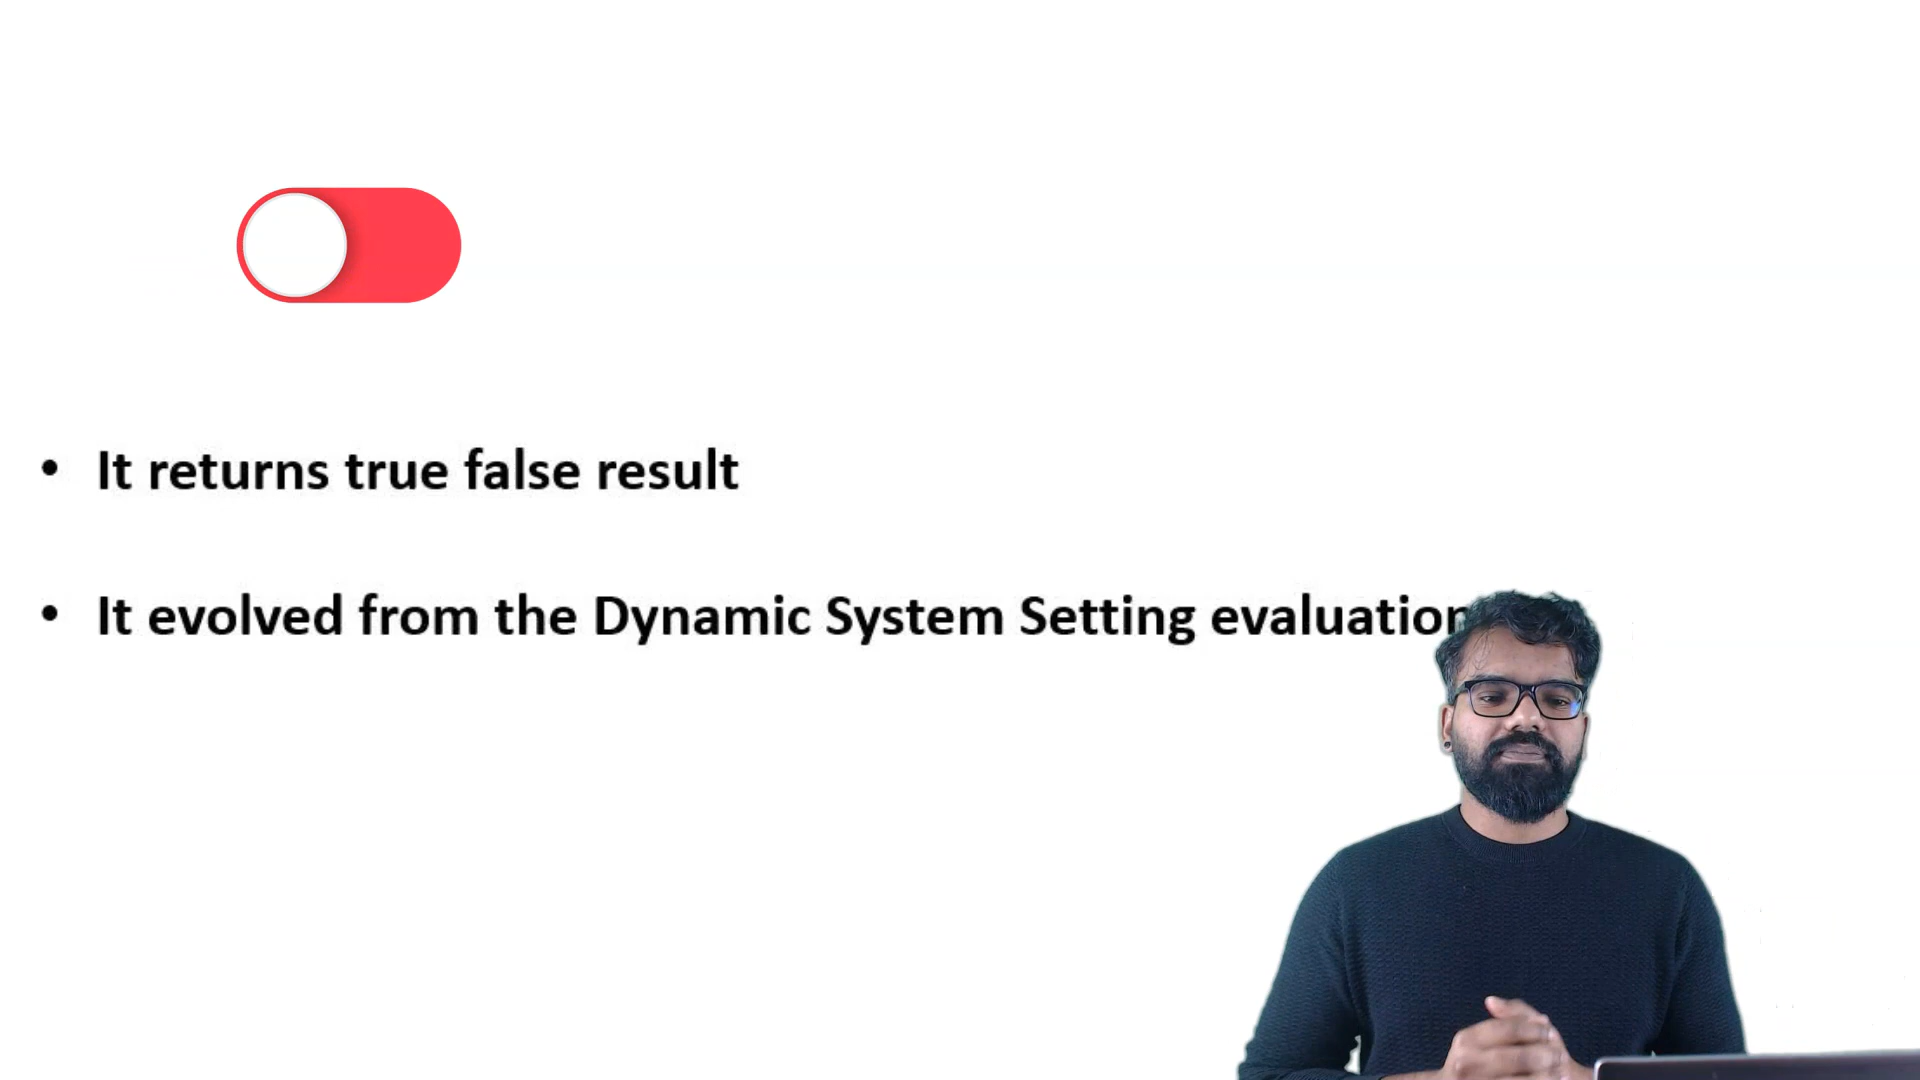 • It returns true false result
• It evolved from the Dynamic System Setting evaluation